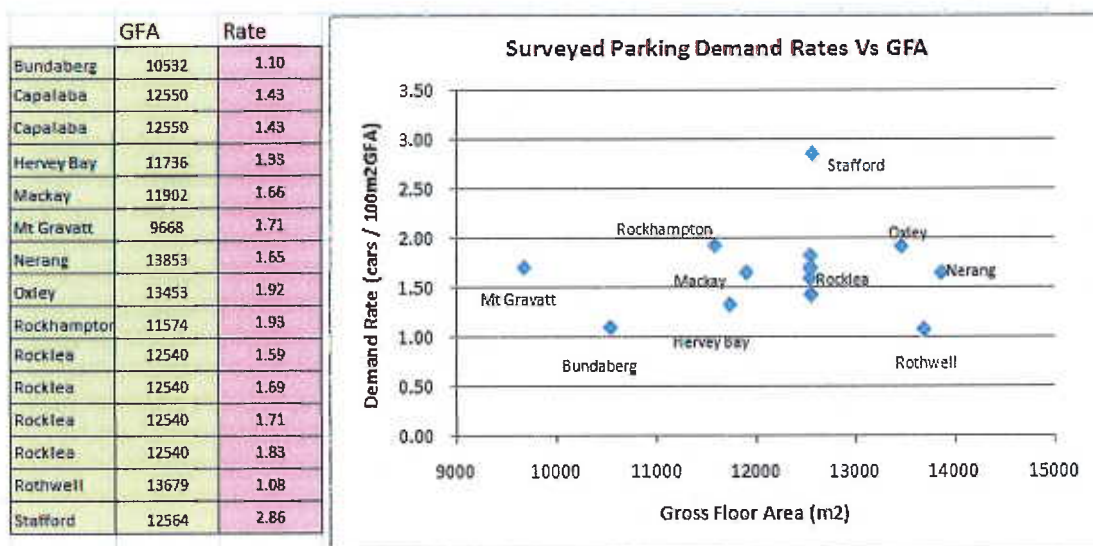 GFA Rate
Bundaberg 10532 1.10
Capalaba 12550 1.43
Capalaba 12550 1.43
Hervey Bay 11736
Mackay 11902 1.66
Mt Gravatt 9668 1.71
Nerang 13853 1.65
Oxley 13453 1.92
Rockhampton 11574 1.93
Rocklea 12540 1.59
Rocklea 12540 1.69
Rocklea 12540 1.71
Rocklea 12540 1.83
Rothwell 13679 1.08
Stafford 12564 2.86
Surveyed Parking Demand Rates Vs GFA
Demand Rate (cars / 100m2GFA)
3.50
3.00
2.50
2.00
1.50
1.00
0.50
0.00
Stafford
Rockhampton
Oxley
Mt Gravatt
Mackay
Rocklea
Nerang
Hervey Bay
Bundaberg
Rothwell
9000 10000 11000 12000 13000 14000 15000
Gross Floor Area (m2)